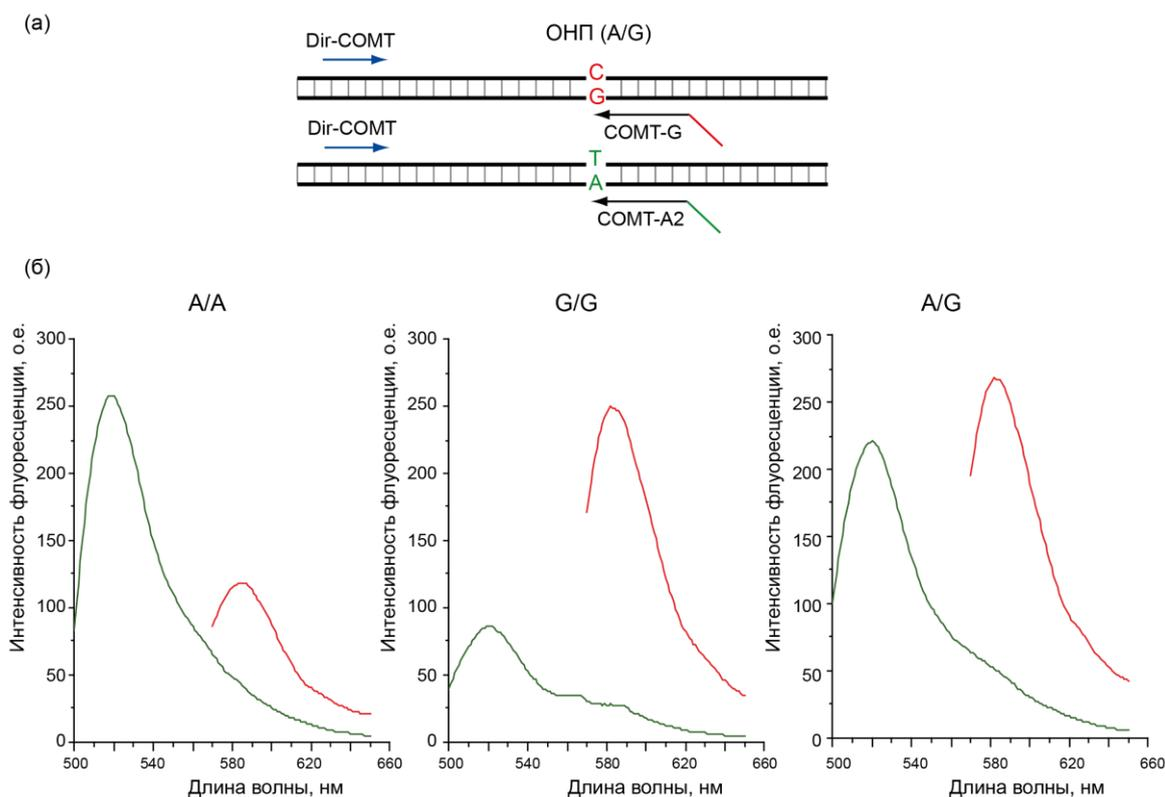 (а)
ОНП (A/G)
Dir-COMT
C
G
COMT-G
Dir-COMT
T
A
COMT-A2
(б)
A/A
G/G
A/G
Интенсивность флуоресценции, о.е.
300
250
200
150
100
50
0
500 540 580 620 660
Длина волны, нм
Интенсивность флуоресценции, о.е.
300
250
200
150
100
50
0
500 540 580 620 660
Длина волны, нм
Интенсивность флуоресценции, о.е.
300
250
200
150
100
50
0
500 540 580 620 660
Длина волны, нм